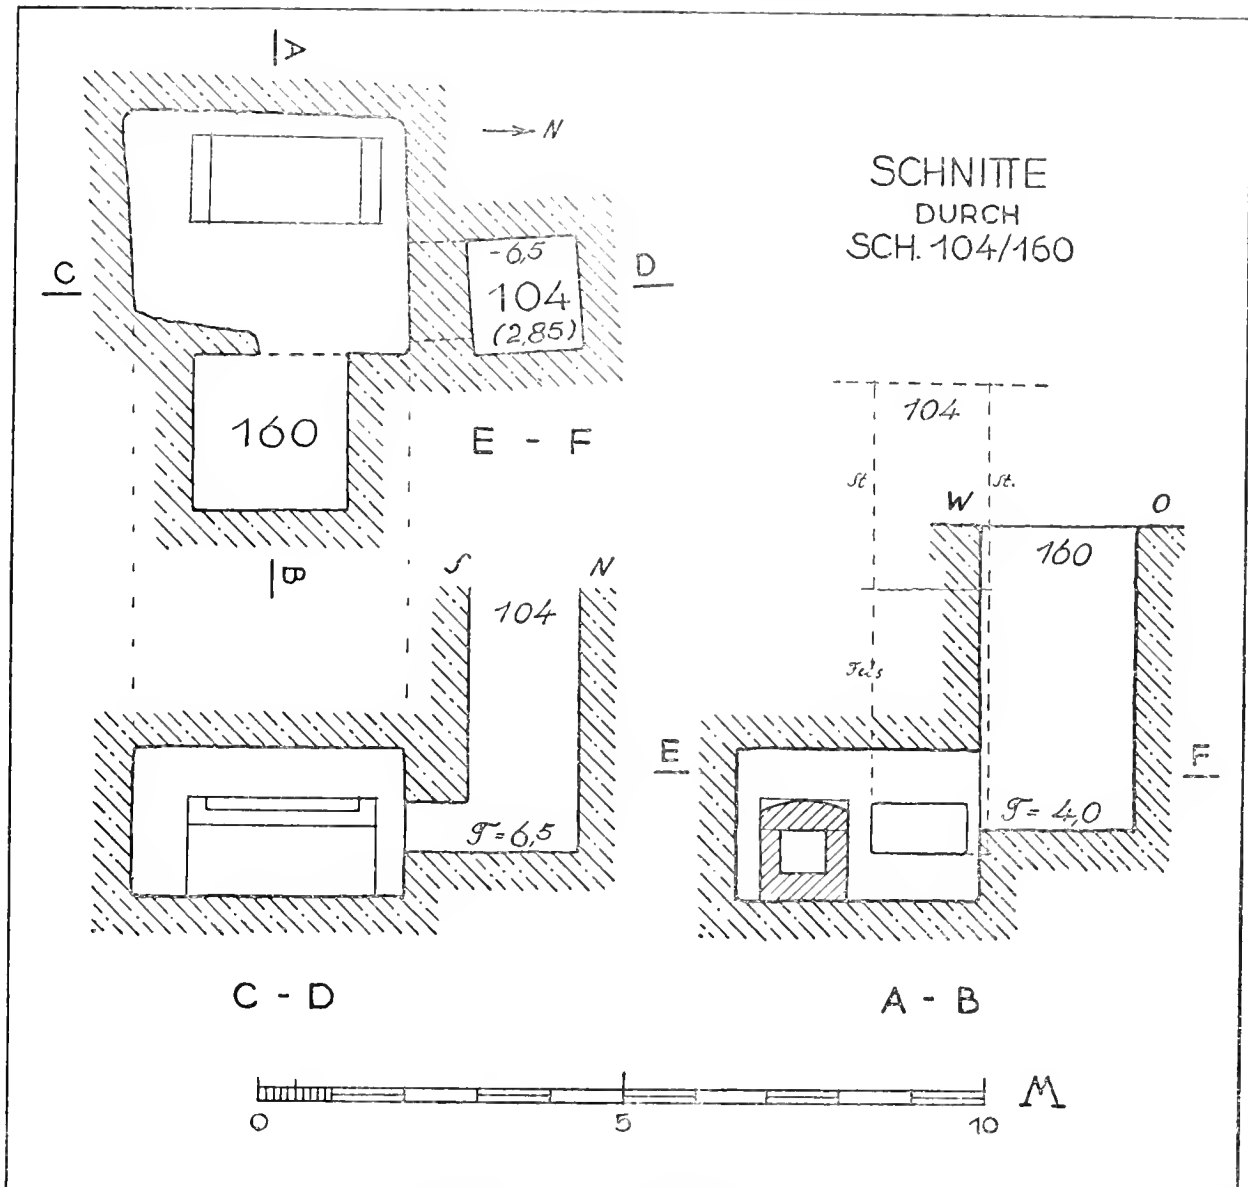 A
N
SCHNITTE
DURCH
SCH. 104/160
C
-6,5
104
(2,85)
D
160
E - F
B
104
St
St.
W
O
160
S
N
104
Fels
E
F
T=6,5
T=4,0
C - D
A - B
0
5
10
M